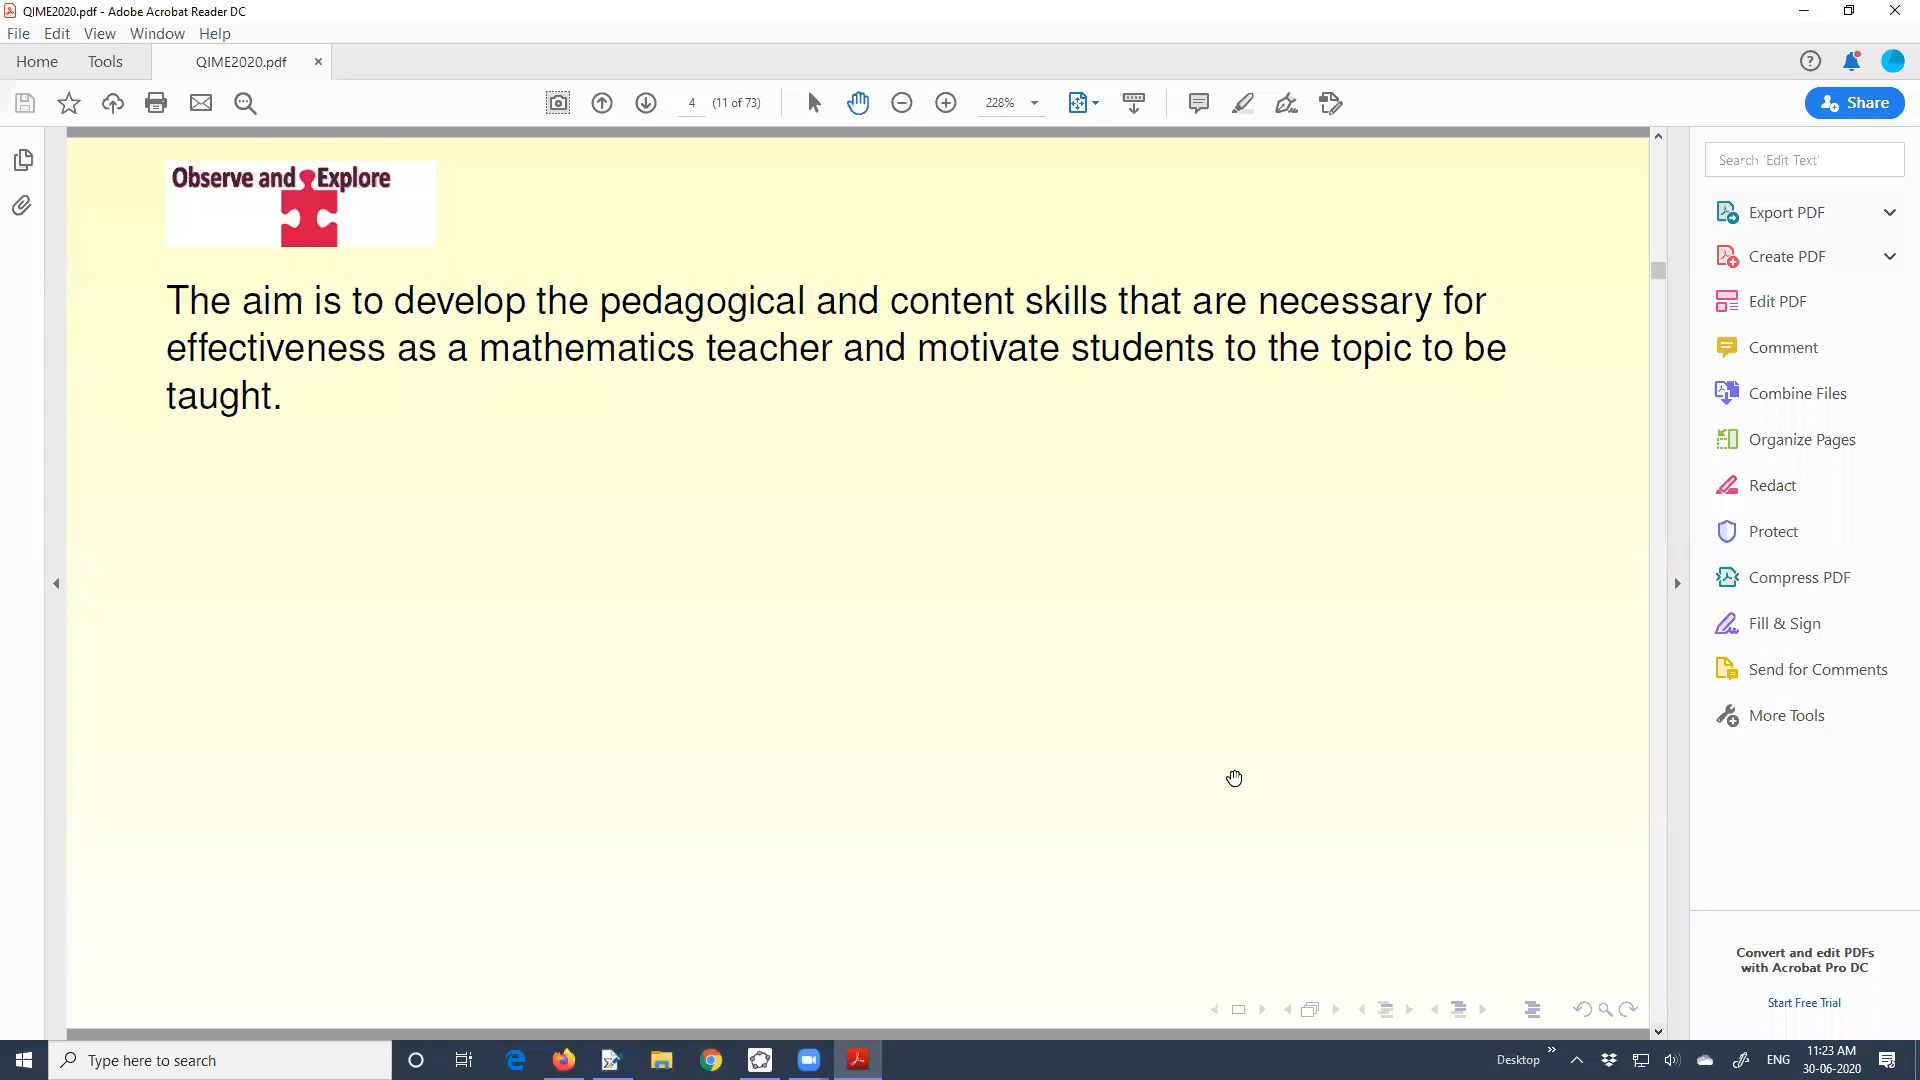 QIME2020.pdf - Adobe Acrobat Reader DC
File Edit View Window Help
Home Tools QIME2020.pdf
4 (11 of 73) 228% Share
Observe and Explore
The aim is to develop the pedagogical and content skills that are necessary for
effectiveness as a mathematics teacher and motivate students to the topic to be
taught.
Search 'Edit Text'
Export PDF
Create PDF
Edit PDF
Comment
Combine Files
Organize Pages
Redact
Protect
Compress PDF
Fill & Sign
Send for Comments
More Tools
Convert and edit PDFs
with Acrobat Pro DC
Start Free Trial
Type here to search
Desktop
ENG
11:23 AM
30-06-2020